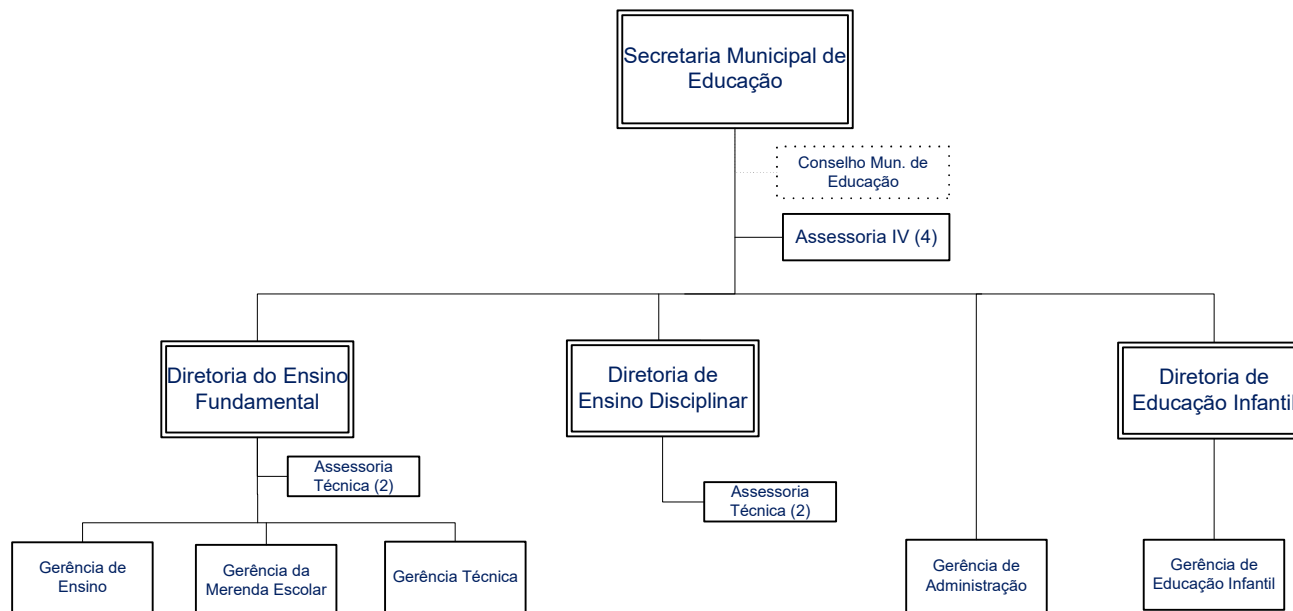 Secretaria Municipal de
Educação
Conselho Mun. de
Educação
Assessoria IV (4)
Diretoria do Ensino
Fundamental
Diretoria de
Ensino Disciplinar
Diretoria de
Educação Infantil
Assessoria
Técnica (2)
Assessoria
Técnica (2)
Gerência de
Ensino
Gerência da
Merenda Escolar
Gerência Técnica
Gerência de
Administração
Gerência de
Educação Infantil